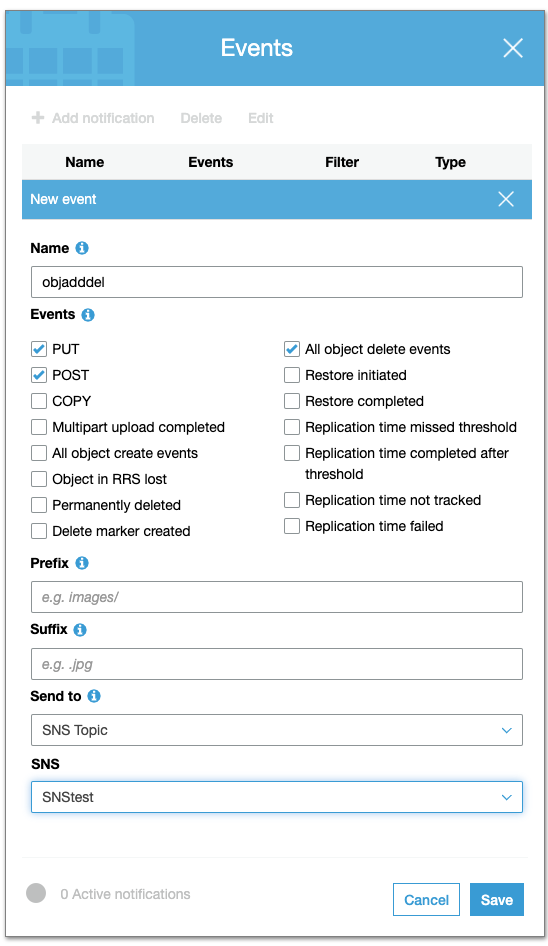 Events
Add notification Delete Edit
Name Events Filter Type
New event
Name
objadddel
Events
PUT
POST
COPY
Multipart upload completed
All object create events
Object in RRS lost
Permanently deleted
Delete marker created
All object delete events
Restore initiated
Restore completed
Replication time missed threshold
Replication time completed after
threshold
Replication time not tracked
Replication time failed
Prefix
e.g. images/
Suffix
e.g. .jpg
Send to
SNS Topic
SNS
SNStest
0 Active notifications
Cancel Save